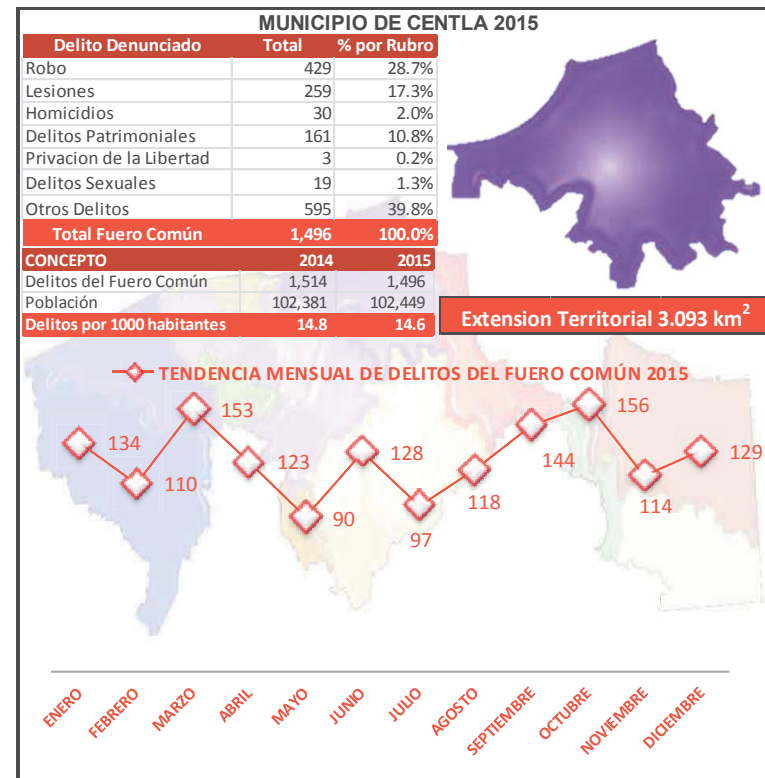 MUNICIPIO DE CENTLA 2015
Delito Denunciado Total % por Rubro
Robo 429 28.7%
Lesiones 259 17.3%
Homicidios 30 2.0%
Delitos Patrimoniales 161 10.8%
Privacion de la Libertad 3 0.2%
Delitos Sexuales 19 1.3%
Otros Delitos 595 39.8%
Total Fuero Común 1,496 100.0%
CONCEPTO 2014 2015
Delitos del Fuero Común 1,514 1,496
Población 102,381 102,449
Delitos por 1000 habitantes 14.8 14.6
Extension Territorial 3.093 km²
TENDENCIA MENSUAL DE DELITOS DEL FUERO COMÚN 2015
134 110 153 123 90 128 97 118 144 156 114 129
ENERO FEBRERO MARZO ABRIL MAYO JUNIO JULIO AGOSTO SEPTIEMBRE OCTUBRE NOVIEMBRE DICIEMBRE